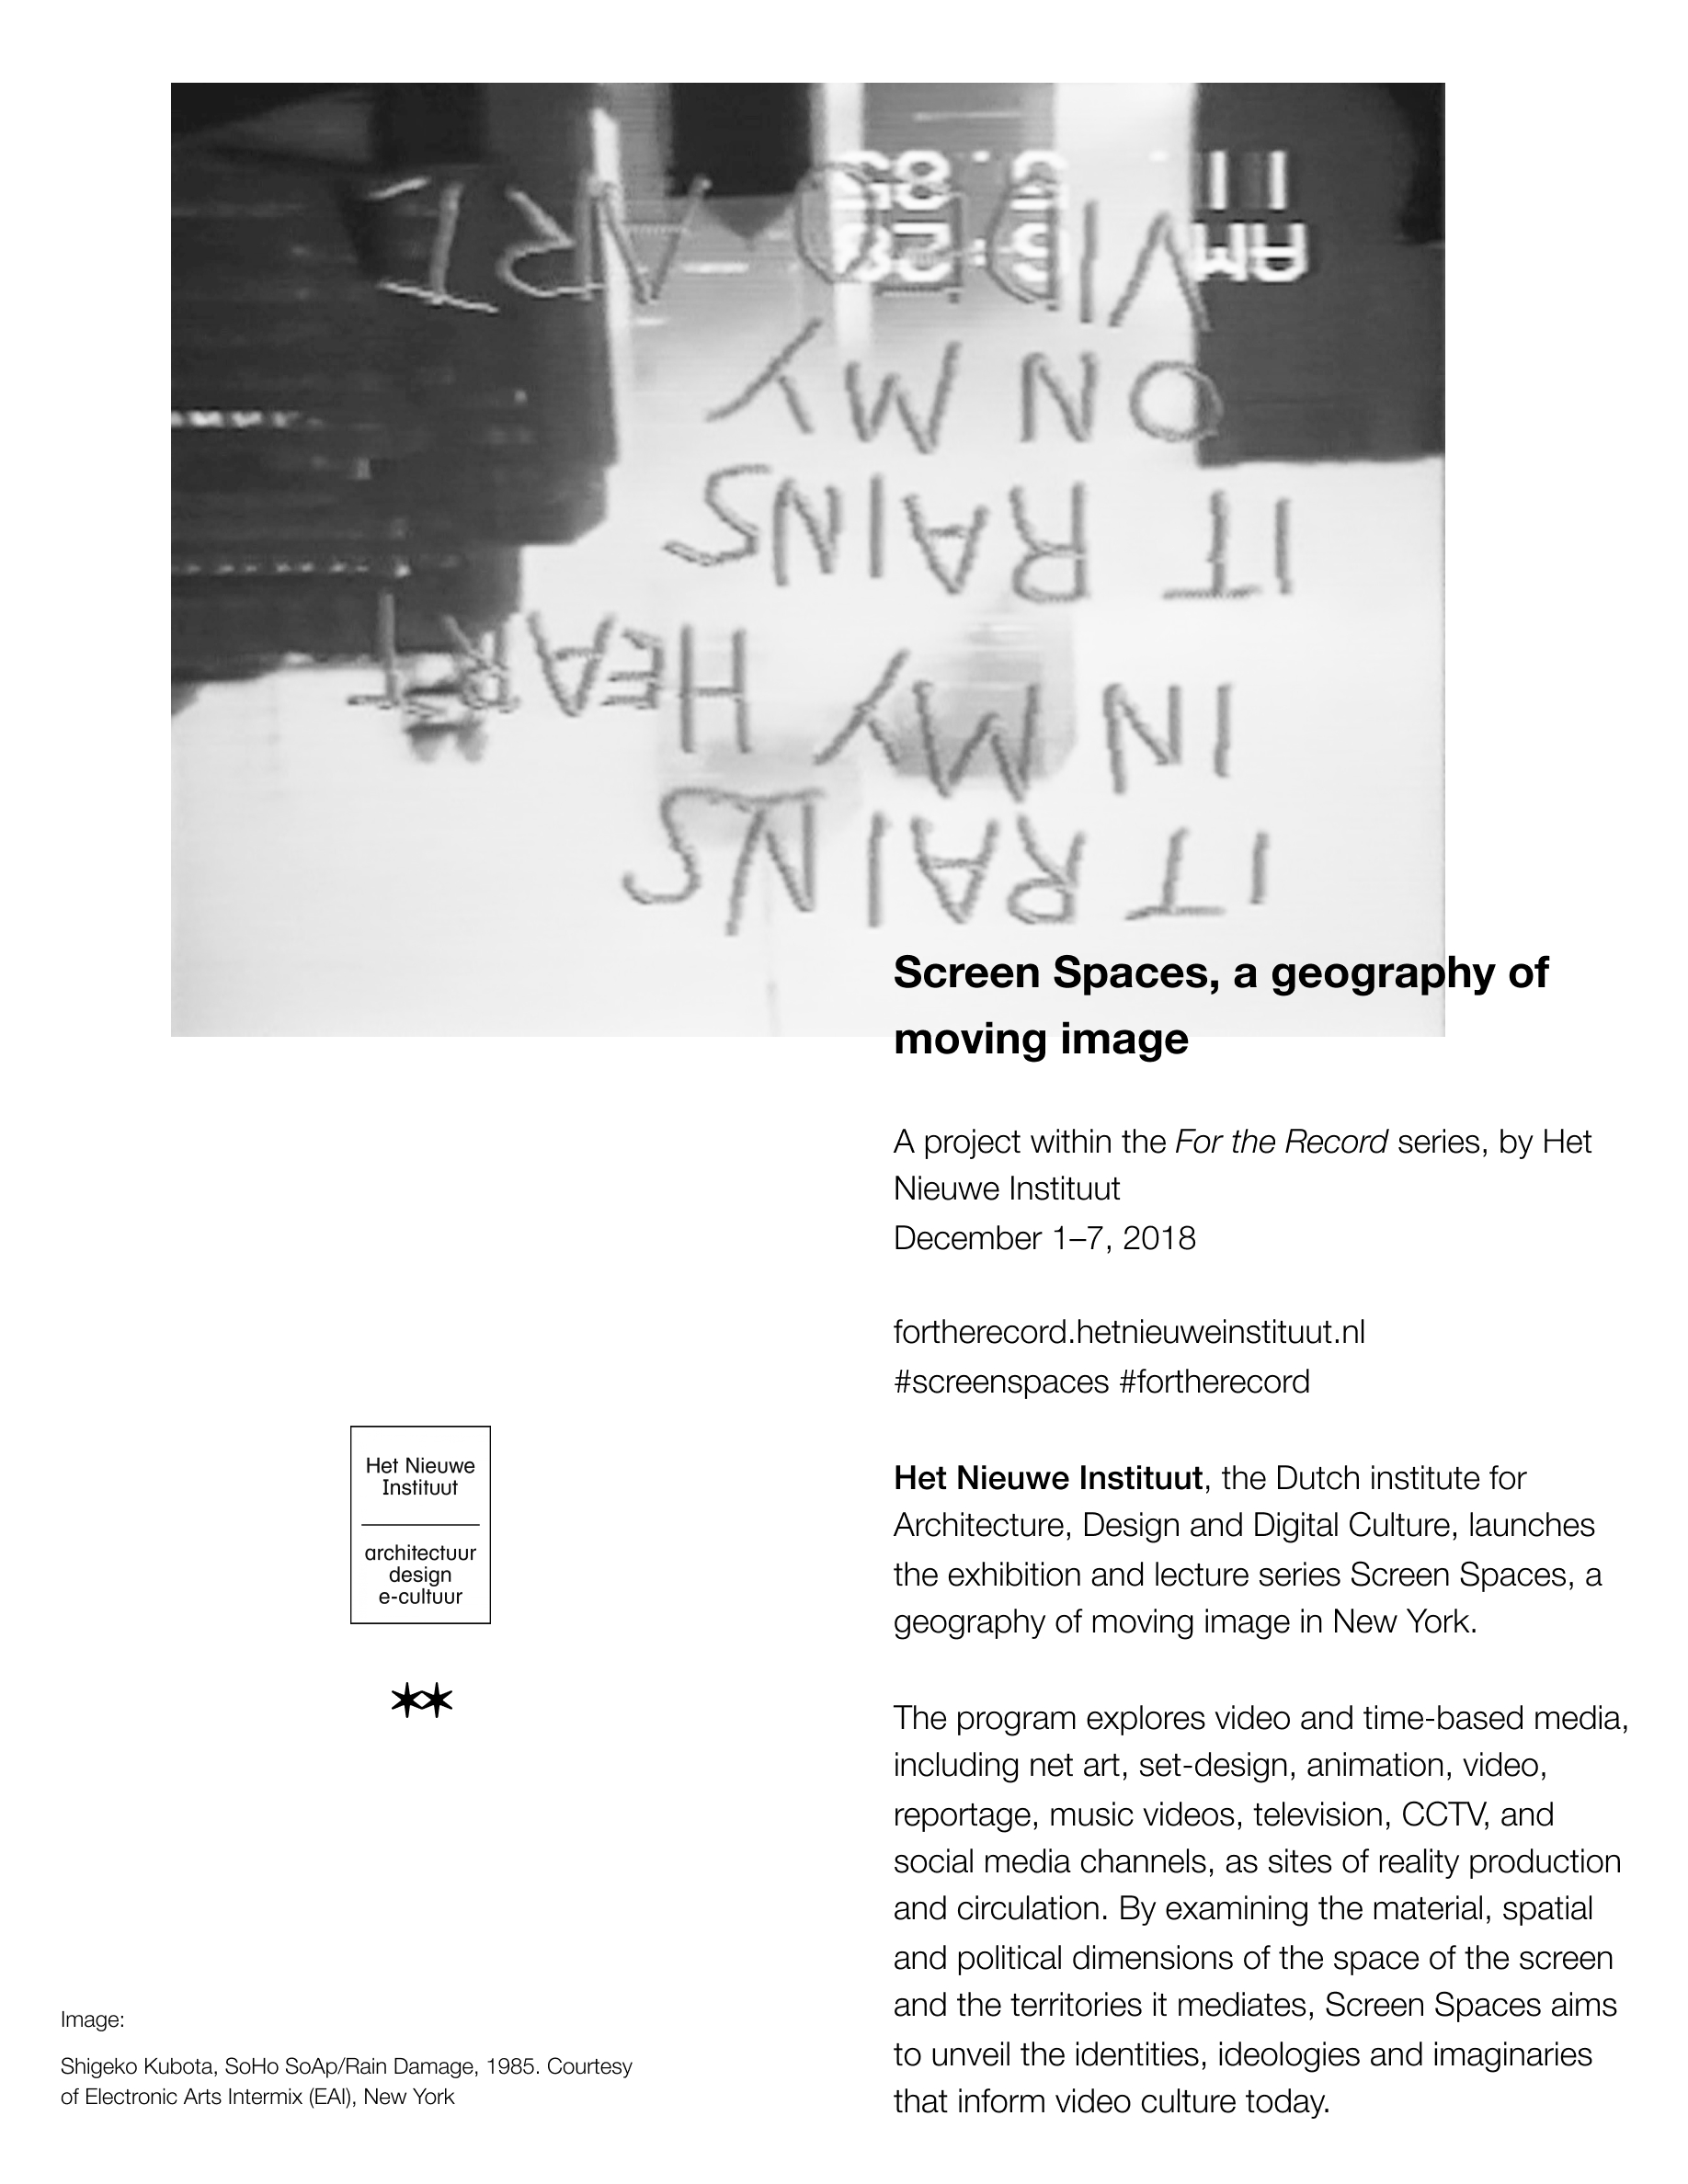 IT RAINS
IN MY HEART
IT RAINS
ON MY
VIDEO ART
AM
Screen Spaces, a geography of
moving image
A project within the For the Record series, by Het
Nieuwe Instituut
December 1–7, 2018
fortherecord.hetnieuweinstituut.nl
#screenspaces #fortherecord
Het Nieuwe Instituut, the Dutch institute for
Architecture, Design and Digital Culture, launches
the exhibition and lecture series Screen Spaces, a
geography of moving image in New York.
The program explores video and time-based media,
including net art, set-design, animation, video,
reportage, music videos, television, CCTV, and
social media channels, as sites of reality production
and circulation. By examining the material, spatial
and political dimensions of the space of the screen
and the territories it mediates, Screen Spaces aims
to unveil the identities, ideologies and imaginaries
that inform video culture today.
Het Nieuwe
Instituut
architectuur
design
e-cultuur
Image:
Shigeko Kubota, SoHo SoAp/Rain Damage, 1985. Courtesy
of Electronic Arts Intermix (EAI), New York